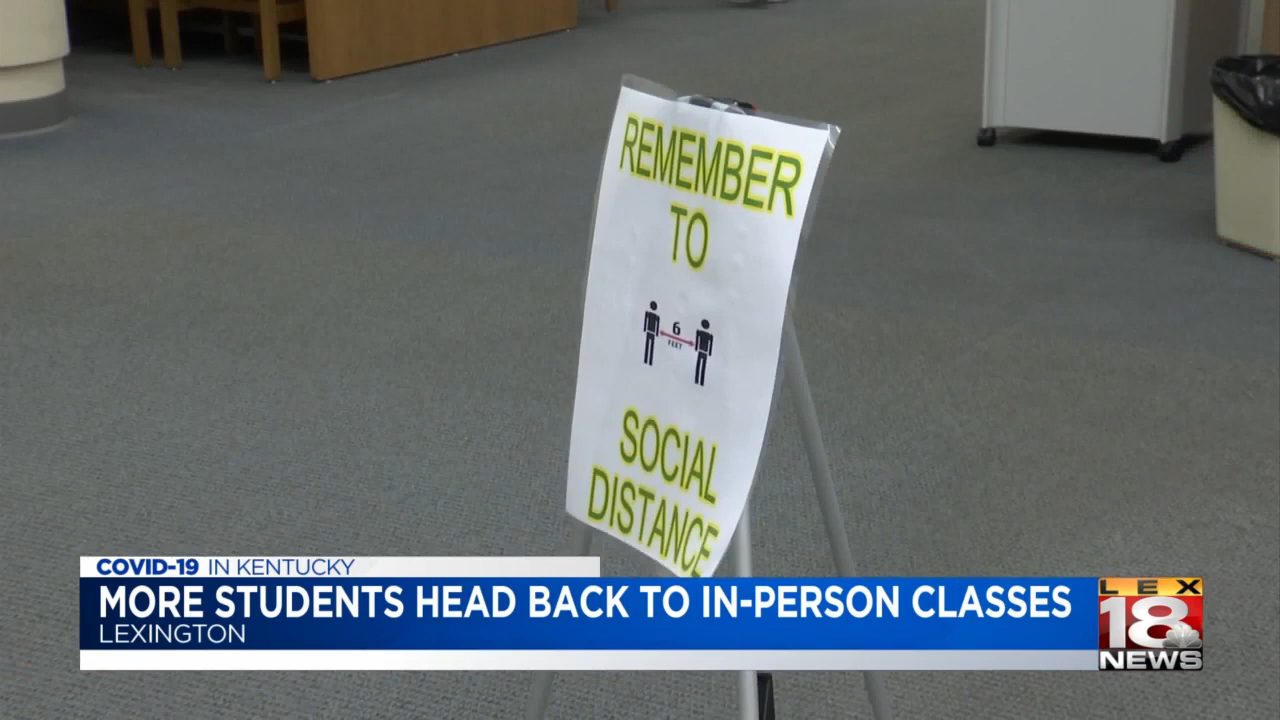 REMEMBER
TO
6
FEET
SOCIAL
DISTANCE
COVID-19 IN KENTUCKY
MORE STUDENTS HEAD BACK TO IN-PERSON CLASSES
LEXINGTON
LEX
18
NEWS